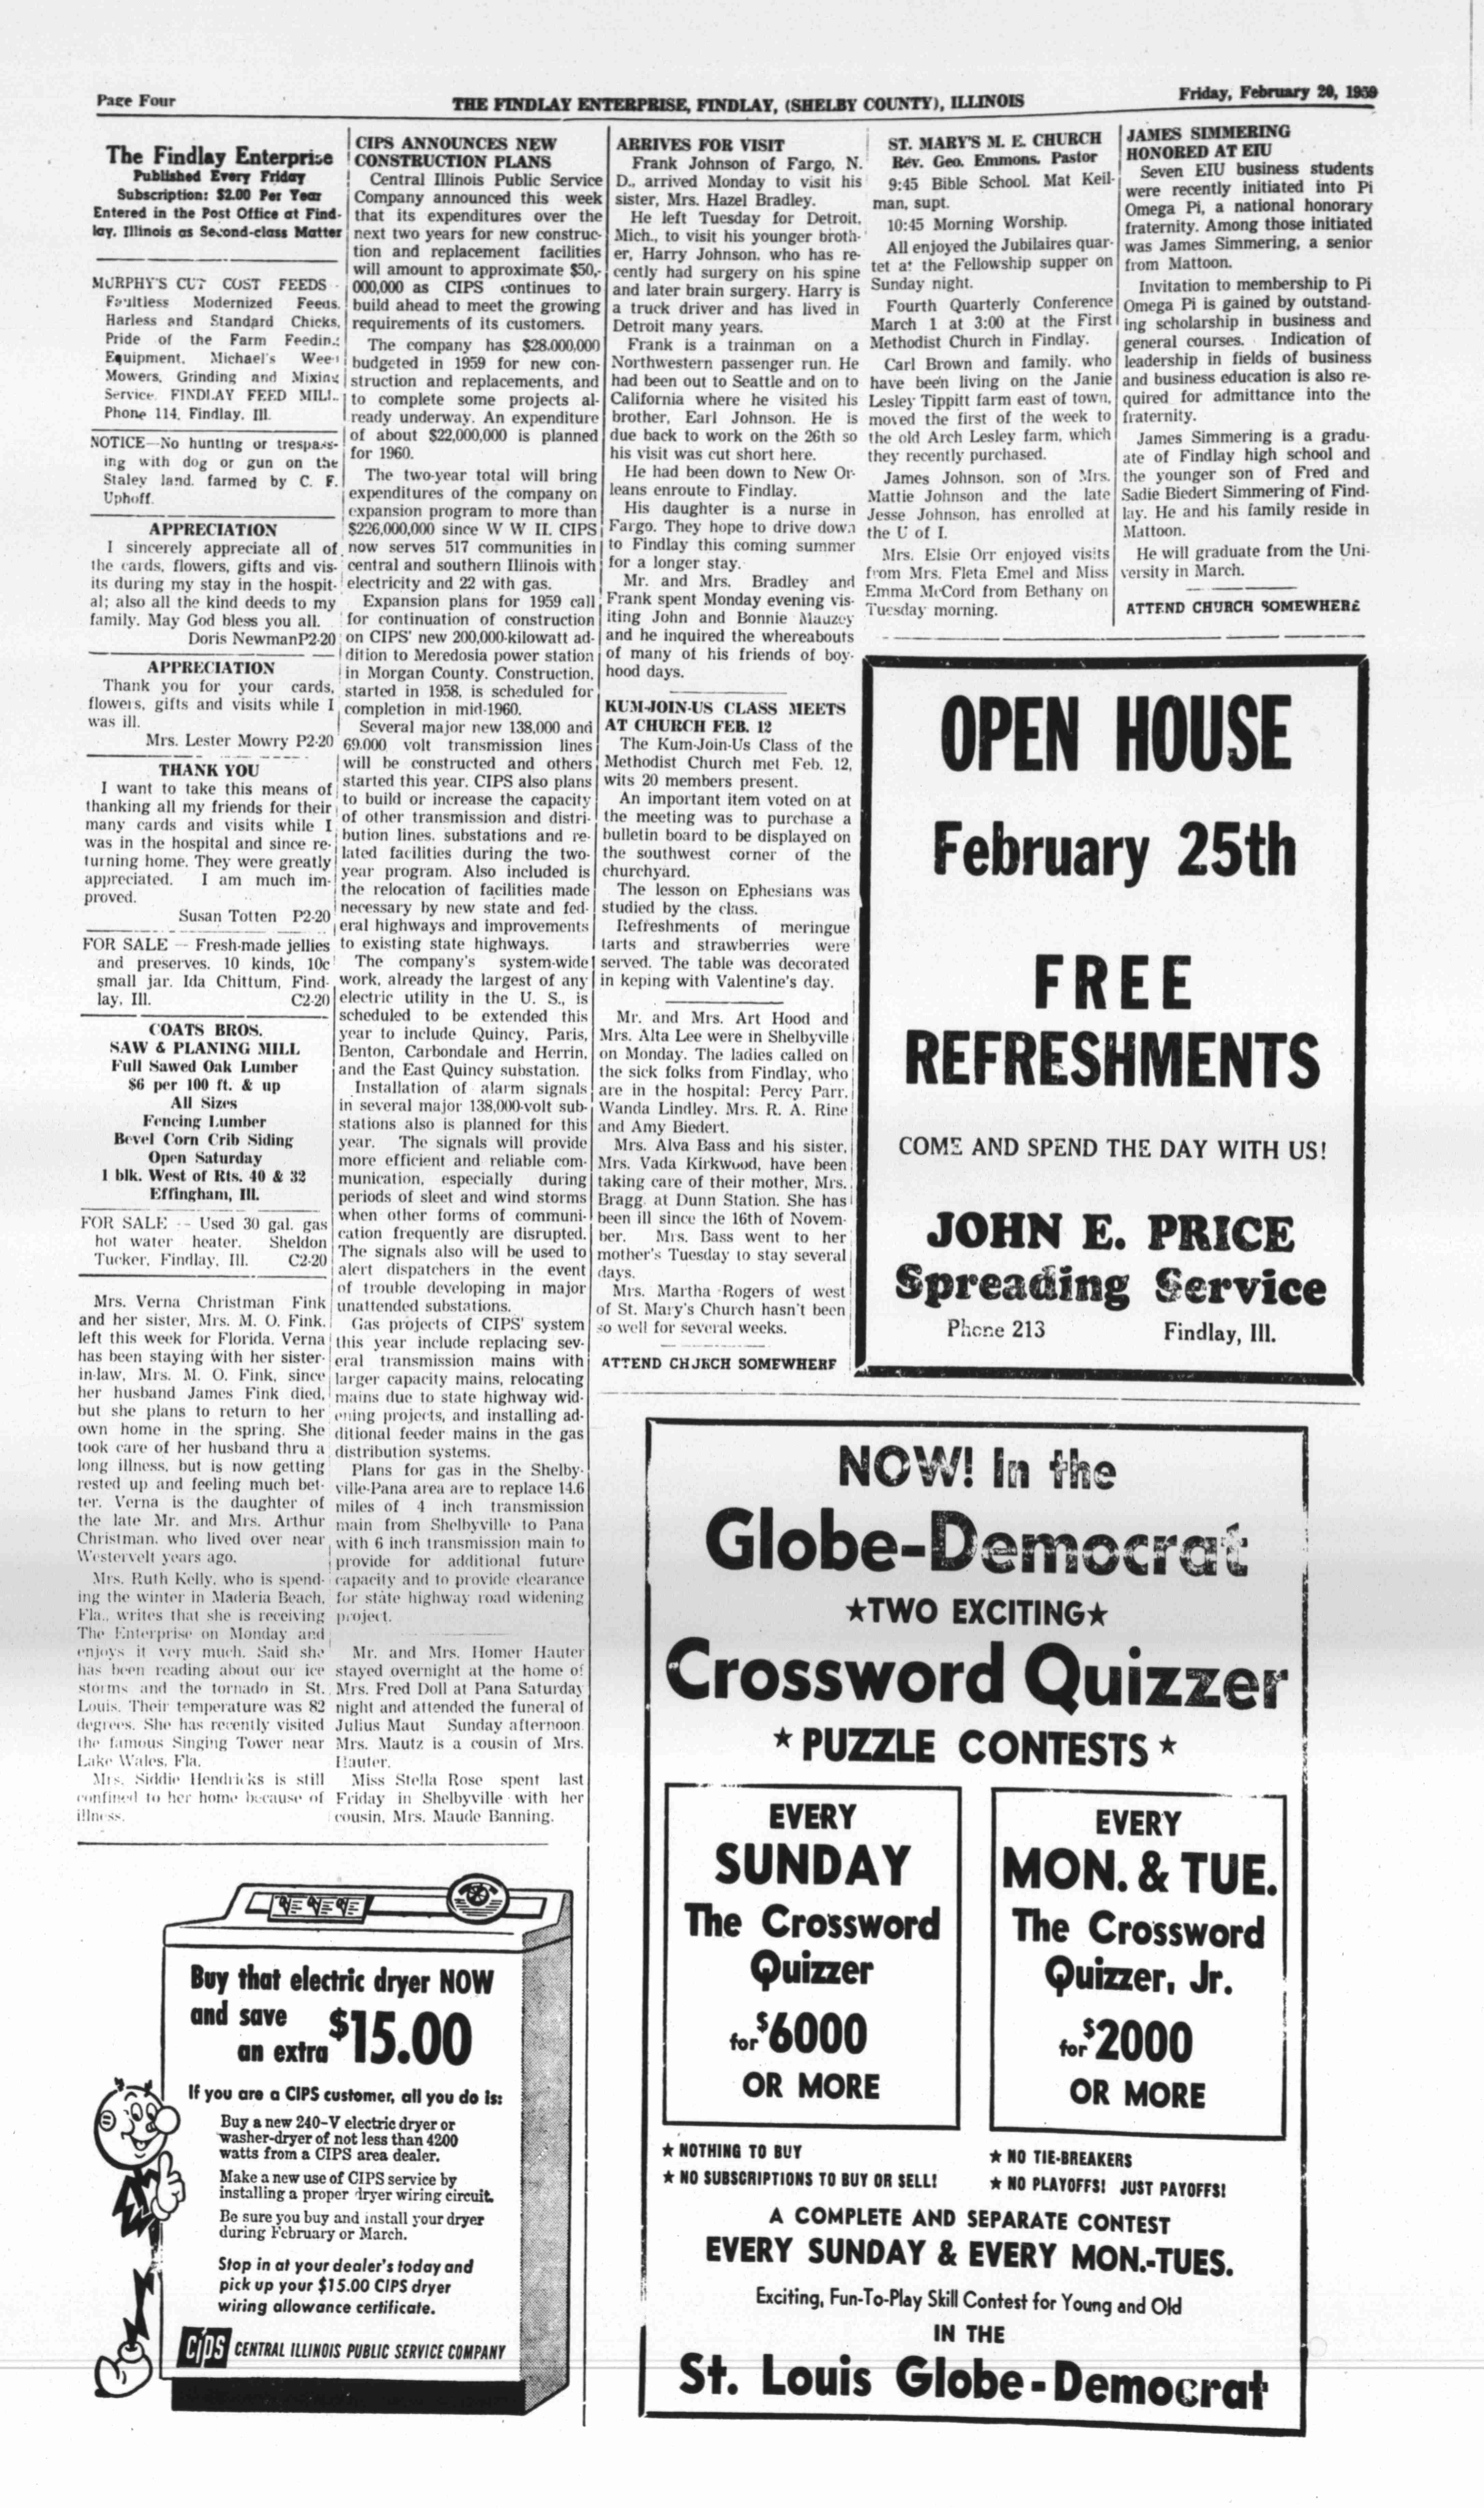 Page Four
THE FINDLAY ENTERPRISE, FINDLAY, (SHELBY COUNTY), ILLINOIS
Friday, February 20, 1959
The Findlay Enterprise
Published Every Friday
Subscription: $2.00 Per Year
Entered in the Post Office at Find-
lay, Illinois as Second-class Matter
MURPHY'S CUT COST FEEDS -
Faultless Modernized Feeds,
Harless and Standard Chicks,
Pride of the Farm Feeding
Equipment, Michael's Weed
Mowers, Grinding and Mixing
Service. FINDLAY FEED MILL,
Phone 114, Findlay, Ill.
NOTICE—No hunting or trespass-
ing with dog or gun on the
Staley land, farmed by C. F.
Uphoff.
APPRECIATION
I sincerely appreciate all of
the cards, flowers, gifts and vis-
its during my stay in the hospit-
al; also all the kind deeds to my
family. May God bless you all.
Doris Newman P2-20
APPRECIATION
Thank you for your cards,
flowers, gifts and visits while I
was ill.
Mrs. Lester Mowry P2-20
THANK YOU
I want to take this means of
thanking all my friends for their
many cards and visits while I
was in the hospital and since re-
turning home. They were greatly
appreciated. I am much im-
proved.
Susan Totten P2-20
FOR SALE — Fresh-made jellies
and preserves. 10 kinds, 10c
small jar. Ida Chittum, Find-
lay, Ill. C2-20
COATS BROS.
SAW & PLANING MILL
Full Sawed Oak Lumber
$6 per 100 ft. & up
All Sizes
Fencing Lumber
Bevel Corn Crib Siding
Open Saturday
1 blk. West of Rts. 40 & 32
Effingham, Ill.
FOR SALE -- Used 30 gal. gas
hot water heater. Sheldon
Tucker, Findlay, Ill. C2-20
Mrs. Verna Christman Fink
and her sister, Mrs. M. O. Fink,
left this week for Florida. Verna
has been staying with her sister-
in-law, Mrs. M. O. Fink, since
her husband James Fink died,
but she plans to return to her
own home in the spring. She
took care of her husband thru a
long illness, but is now getting
rested up and feeling much bet-
ter. Verna is the daughter of
the late Mr. and Mrs. Arthur
Christman, who lived over near
Westervelt years ago.
Mrs. Ruth Kelly, who is spend-
ing the winter in Maderia Beach,
Fla., writes that she is receiving
The Enterprise on Monday and
enjoys it very much. Said she
has been reading about our ice
storms and the tornado in St.
Louis. Their temperature was 82
degrees. She has recently visited
the famous Singing Tower near
Lake Wales, Fla.
Mrs. Siddie Hendricks is still
confined to her home because of
illness.
CIPS ANNOUNCES NEW
CONSTRUCTION PLANS
Central Illinois Public Service
Company announced this week
that its expenditures over the
next two years for new construc-
tion and replacement facilities
will amount to approximate $50,-
000,000 as CIPS continues to
build ahead to meet the growing
requirements of its customers.
The company has $28,000,000
budgeted in 1959 for new con-
struction and replacements, and
to complete some projects al-
ready underway. An expenditure
of about $22,000,000 is planned
for 1960.
The two-year total will bring
expenditures of the company on
expansion program to more than
$226,000,000 since W W II. CIPS
now serves 517 communities in
central and southern Illinois with
electricity and 22 with gas.
Expansion plans for 1959 call
for continuation of construction
on CIPS' new 200,000-kilowatt ad-
dition to Meredosia power station
in Morgan County. Construction,
started in 1958, is scheduled for
completion in mid-1960.
Several major new 138,000 and
69,000 volt transmission lines
will be constructed and others
started this year. CIPS also plans
to build or increase the capacity
of other transmission and distri-
bution lines, substations and re-
lated facilities during the two-
year program. Also included is
the relocation of facilities made
necessary by new state and fed-
eral highways and improvements
to existing state highways.
The company's system-wide
work, already the largest of any
electric utility in the U. S., is
scheduled to be extended this
year to include Quincy, Paris,
Benton, Carbondale and Herrin,
and the East Quincy substation.
Installation of alarm signals
in several major 138,000-volt sub-
stations also is planned for this
year. The signals will provide
more efficient and reliable com-
munication, especially during
periods of sleet and wind storms
when other forms of communi-
cation frequently are disrupted.
The signals also will be used to
alert dispatchers in the event
of trouble developing in major
unattended substations.
Gas projects of CIPS' system
this year include replacing sev-
eral transmission mains with
larger capacity mains, relocating
mains due to state highway wid-
ening projects, and installing ad-
ditional feeder mains in the gas
distribution systems.
Plans for gas in the Shelby-
ville-Pana area are to replace 14.6
miles of 4 inch transmission
main from Shelbyville to Pana
with 6 inch transmission main to
provide for additional future
capacity and to provide clearance
for state highway road widening
project.
Mr. and Mrs. Homer Hauter
stayed overnight at the home of
Mrs. Fred Doll at Pana Saturday
night and attended the funeral of
Julius Maut Sunday afternoon.
Mrs. Mautz is a cousin of Mrs.
Hauter.
Miss Stella Rose spent last
Friday in Shelbyville with her
cousin, Mrs. Maude Banning.
ARRIVES FOR VISIT
Frank Johnson of Fargo, N.
D., arrived Monday to visit his
sister, Mrs. Hazel Bradley.
He left Tuesday for Detroit,
Mich., to visit his younger broth-
er, Harry Johnson, who has re-
cently had surgery on his spine
and later brain surgery. Harry is
a truck driver and has lived in
Detroit many years.
Frank is a trainman on a
Northwestern passenger run. He
had been out to Seattle and on to
California where he visited his
brother, Earl Johnson. He is
due back to work on the 26th so
his visit was cut short here.
He had been down to New Or-
leans enroute to Findlay.
His daughter is a nurse in
Fargo. They hope to drive down
to Findlay this coming summer
for a longer stay.
Mr. and Mrs. Bradley and
Frank spent Monday evening vis-
iting John and Bonnie Mauzey
and he inquired the whereabouts
of many of his friends of boy-
hood days.
KUM-JOIN-US CLASS MEETS
AT CHURCH FEB. 12
The Kum-Join-Us Class of the
Methodist Church met Feb. 12,
wits 20 members present.
An important item voted on at
the meeting was to purchase a
bulletin board to be displayed on
the southwest corner of the
churchyard.
The lesson on Ephesians was
studied by the class.
Refreshments of meringue
tarts and strawberries were
served. The table was decorated
in keping with Valentine's day.
Mr. and Mrs. Art Hood and
Mrs. Alta Lee were in Shelbyville
on Monday. The ladies called on
the sick folks from Findlay, who
are in the hospital: Percy Parr,
Wanda Lindley, Mrs. R. A. Rine
and Amy Biedert.
Mrs. Alva Bass and his sister,
Mrs. Vada Kirkwood, have been
taking care of their mother, Mrs.
Bragg, at Dunn Station. She has
been ill since the 16th of Novem-
ber. Mrs. Bass went to her
mother's Tuesday to stay several
days.
Mrs. Martha Rogers of west
of St. Mary's Church hasn't been
so well for several weeks.
ATTEND CHURCH SOMEWHERE
ST. MARY'S M. E. CHURCH
Rev. Geo. Emmons, Pastor
9:45 Bible School. Mat Keil-
man, supt.
10:45 Morning Worship.
All enjoyed the Jubilaires quar-
tet at the Fellowship supper on
Sunday night.
Fourth Quarterly Conference
March 1 at 3:00 at the First
Methodist Church in Findlay.
Carl Brown and family, who
have been living on the Janie
Lesley Tippitt farm east of town,
moved the first of the week to
the old Arch Lesley farm, which
they recently purchased.
James Johnson, son of Mrs.
Mattie Johnson and the late
Jesse Johnson, has enrolled at
the U of I.
Mrs. Elsie Orr enjoyed visits
from Mrs. Fleta Emel and Miss
Emma McCord from Bethany on
Tuesday morning.
JAMES SIMMERING
HONORED AT EIU
Seven EIU business students
were recently initiated into Pi
Omega Pi, a national honorary
fraternity. Among those initiated
was James Simmering, a senior
from Mattoon.
Invitation to membership to Pi
Omega Pi is gained by outstand-
ing scholarship in business and
general courses. Indication of
leadership in fields of business
and business education is also re-
quired for admittance into the
fraternity.
James Simmering is a gradu-
ate of Findlay high school and
the younger son of Fred and
Sadie Biedert Simmering of Find-
lay. He and his family reside in
Mattoon.
He will graduate from the Uni-
versity in March.
ATTEND CHURCH SOMEWHERE
OPEN HOUSE
February 25th
FREE
REFRESHMENTS
COME AND SPEND THE DAY WITH US!
JOHN E. PRICE
Spreading Service
Phone 213 Findlay, Ill.
Buy that electric dryer NOW
and save
an extra $15.00
If you are a CIPS customer, all you do is:
Buy a new 240-V electric dryer or
washer-dryer of not less than 4200
watts from a CIPS area dealer.
Make a new use of CIPS service by
installing a proper dryer wiring circuit.
Be sure you buy and install your dryer
during February or March.
Stop in at your dealer's today and
pick up your $15.00 CIPS dryer
wiring allowance certificate.
CIPS CENTRAL ILLINOIS PUBLIC SERVICE COMPANY
NOW! In the
Globe-Democrat
★TWO EXCITING★
Crossword Quizzer
★ PUZZLE CONTESTS ★
EVERY
SUNDAY
The Crossword
Quizzer
for $6000
OR MORE
EVERY
MON. & TUE.
The Crossword
Quizzer, Jr.
for $2000
OR MORE
★ NOTHING TO BUY
★ NO SUBSCRIPTIONS TO BUY OR SELL!
★ NO TIE-BREAKERS
★ NO PLAYOFFS! JUST PAYOFFS!
A COMPLETE AND SEPARATE CONTEST
EVERY SUNDAY & EVERY MON.-TUES.
Exciting, Fun-To-Play Skill Contest for Young and Old
IN THE
St. Louis Globe-Democrat